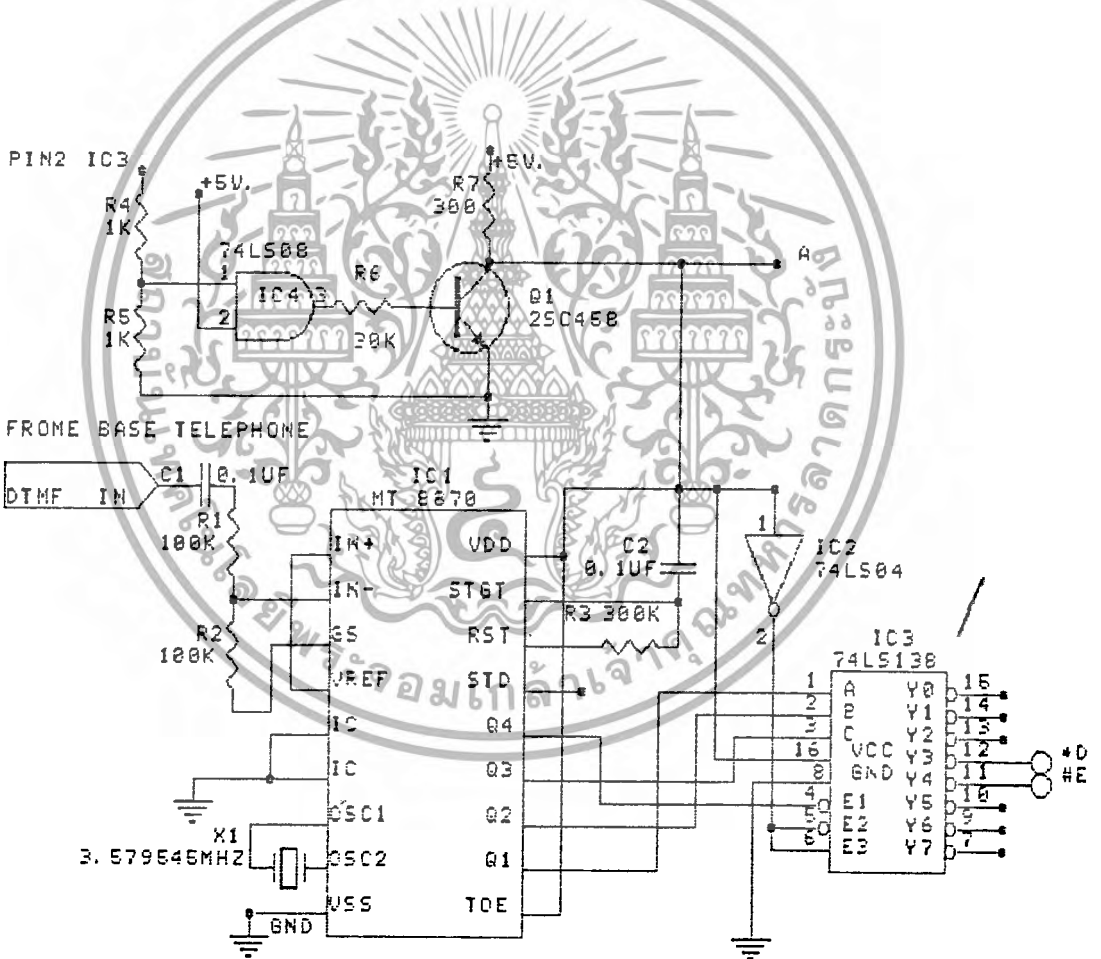 PIN2 IC3
+5V.
R4
1K
74LS08
1
IC4
3
2
R5
1K
R6
30K
+5V.
R7
300
Q1
2SC458
A
FROME BASE TELEPHONE
DTMF IN
C1
0.1UF
R1
100K
R2
100K
IC1
MT 8870
IN+
IN-
GS
VREF
IC
IC
OSC1
OSC2
VSS
VDD
STGT
RST
STD
Q4
Q3
Q2
Q1
TOE
X1
3.579545MHZ
GND
C2
0.1UF
R3 300K
1
IC2
74LS04
2
IC3
74LS138
1 A Y0 15
2 B Y1 14
3 C Y2 13
16 VCC Y3 12
8 GND Y4 11
4 E1 Y5 10
5 E2 Y6 9
6 E3 Y7 7
*D
#E